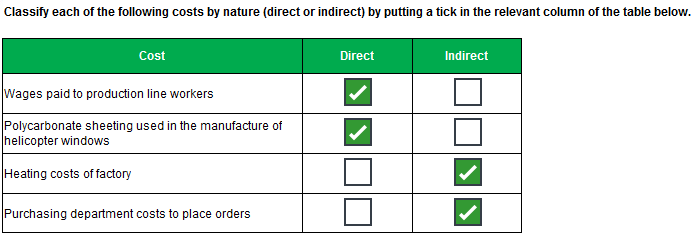 Classify each of the following costs by nature (direct or indirect) by putting a tick in the relevant column of the table below.
Cost Direct Indirect
Wages paid to production line workers
Polycarbonate sheeting used in the manufacture of
helicopter windows
Heating costs of factory
Purchasing department costs to place orders